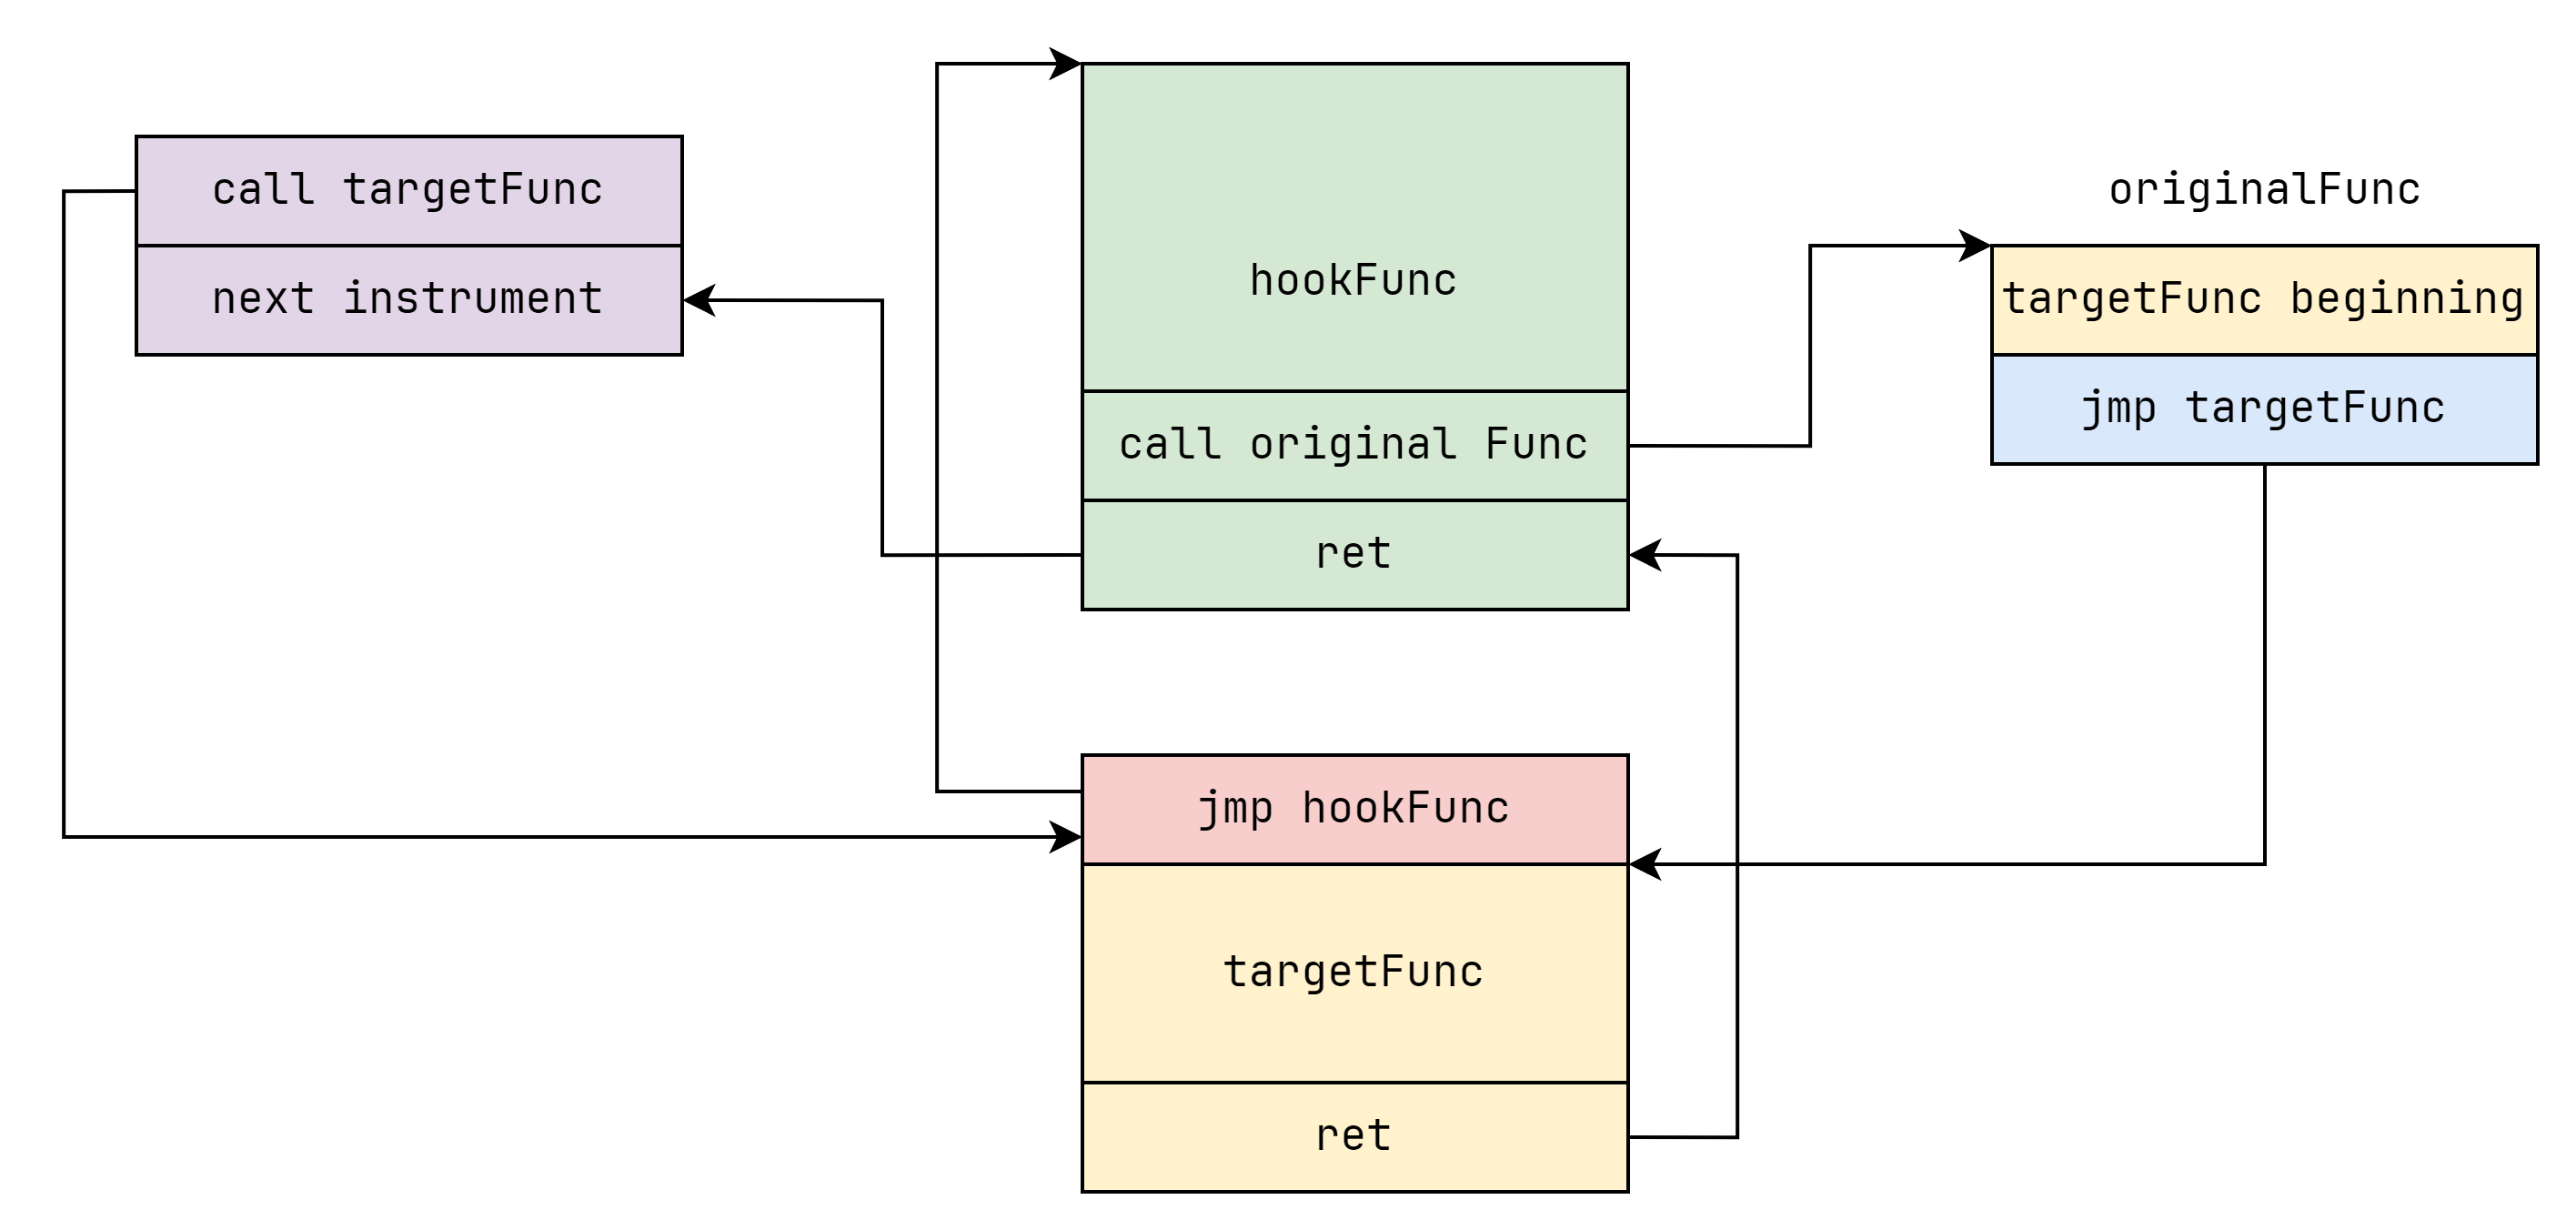 call targetFunc
next instrument
hookFunc
call original Func
ret
originalFunc
targetFunc beginning
jmp targetFunc
jmp hookFunc
targetFunc
ret